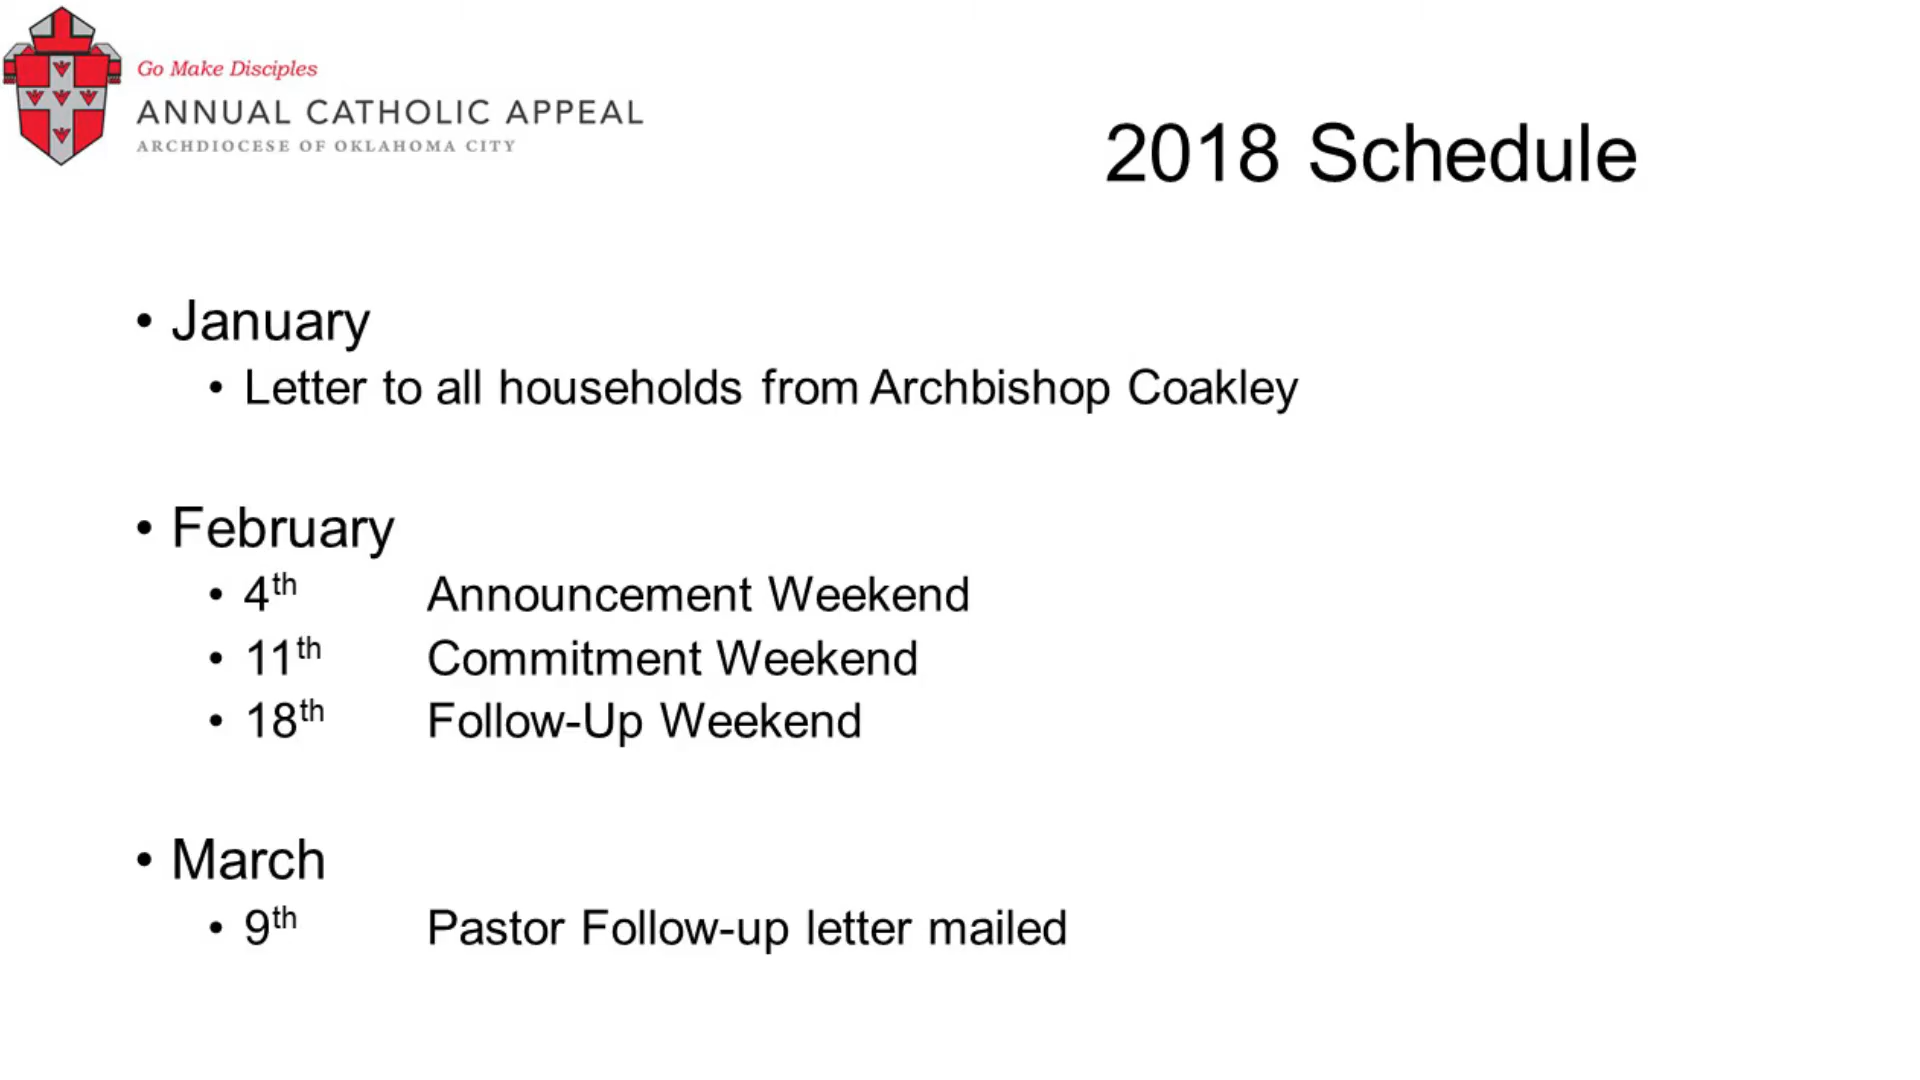 Go Make Disciples
ANNUAL CATHOLIC APPEAL
ARCHDIOCESE OF OKLAHOMA CITY
2018 Schedule
• January
• Letter to all households from Archbishop Coakley
• February
• 4th Announcement Weekend
• 11th Commitment Weekend
• 18th Follow-Up Weekend
• March
• 9th Pastor Follow-up letter mailed